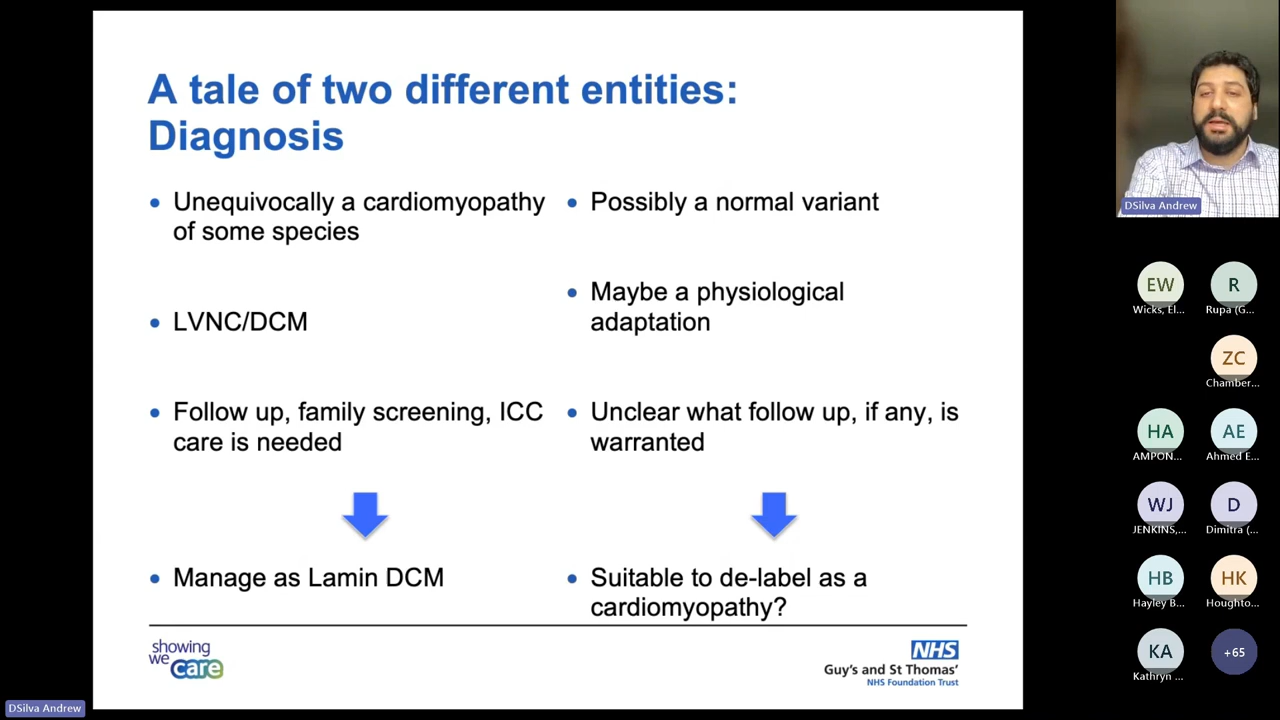 A tale of two different entities:
Diagnosis
Unequivocally a cardiomyopathy
of some species
LVNC/DCM
Follow up, family screening, ICC
care is needed
Manage as Lamin DCM
Possibly a normal variant
Maybe a physiological
adaptation
Unclear what follow up, if any, is
warranted
Suitable to de-label as a
cardiomyopathy?
showing
we care
NHS
Guy's and St Thomas'
NHS Foundation Trust
DSilva Andrew
EW
Wicks, El...
R
Rupa (G...
ZC
Chamber...
HA
AMPON...
AE
Ahmed E...
WJ
JENKINS,...
D
Dimitra (...
HB
Hayley B...
HK
Houghto...
KA
Kathryn ...
+65
DSilva Andrew